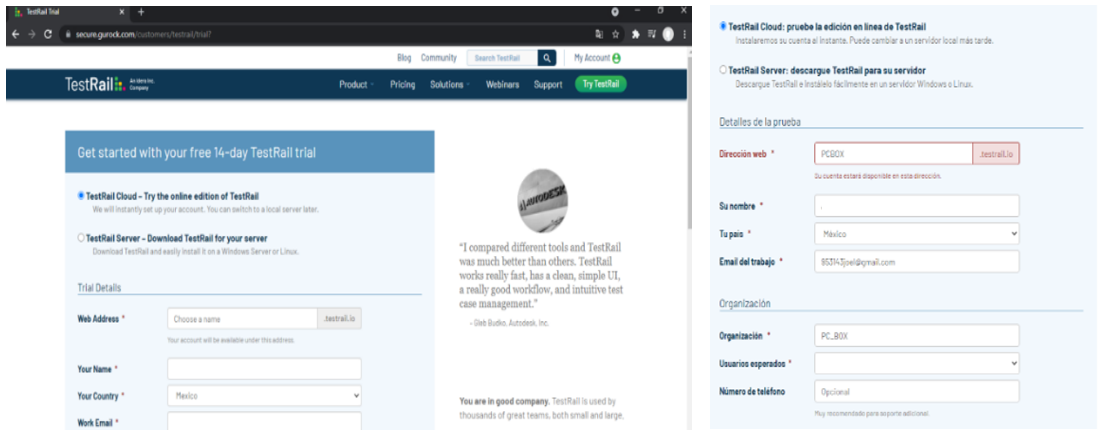 TestRail Trial
secure.gurock.com/customers/testrail/trial?
Blog Community Search TestRail My Account
TestRail An Idera, Inc. Company
Product Pricing Solutions Webinars Support Try TestRail
Get started with your free 14-day TestRail trial
TestRail Cloud – Try the online edition of TestRail
We will instantly set up your account. You can switch to a local server later.
TestRail Server – Download TestRail for your server
Download TestRail and easily install it on a Windows Server or Linux.
Trial Details
Web Address * Choose a name .testrail.io
Your account will be available under this address.
Your Name *
Your Country * Mexico
Work Email *
AUTODESK
“I compared different tools and TestRail
was much better than others. TestRail
works really fast, has a clean, simple UI,
a really good workflow, and intuitive test
case management.”
- Gleb Budko, Autodesk, Inc.
You are in good company. TestRail is used by
thousands of great teams, both small and large,
TestRail Cloud: pruebe la edición en línea de TestRail
Instalaremos su cuenta al instante. Puede cambiar a un servidor local más tarde.
TestRail Server: descargue TestRail para su servidor
Descargue TestRail e instálelo fácilmente en un servidor Windows o Linux.
Detalles de la prueba
Dirección web * PCBOX .testrail.io
Su cuenta estará disponible en esta dirección.
Su nombre * .
Tu país * México
Email del trabajo * 953143joel@gmail.com
Organización
Organización * PC_BOX
Usuarios esperados *
Número de teléfono Opcional
Muy recomendado para soporte adicional.